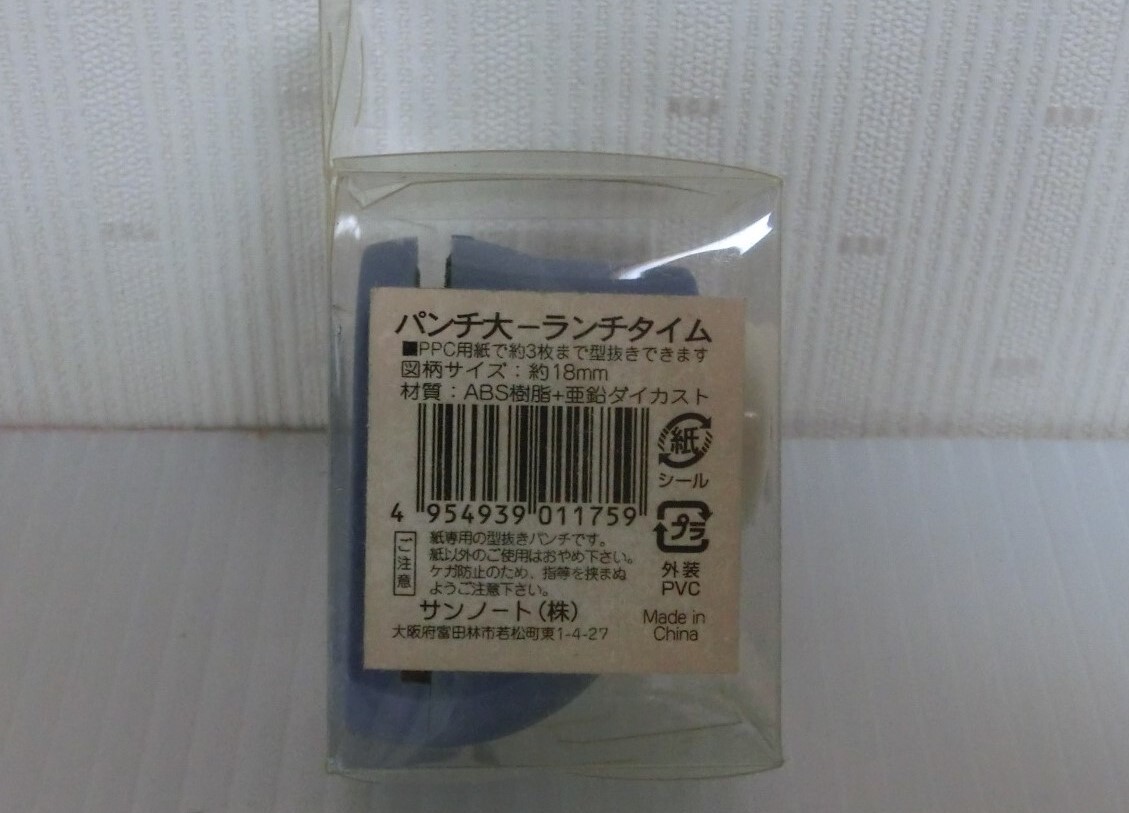 パンチ大−ランチタイム
■PPC用紙で約3枚まで型抜きできます
図柄サイズ：約18mm
材質：ABS樹脂+亜鉛ダイカスト
紙
シール
4 954939 011759
プラ
外装
PVC
ご注意
紙専用の型抜きパンチです。
紙以外のご使用はおやめ下さい。
ケガ防止のため、指等を挟まぬ
ようご注意下さい。
サンノート(株)
大阪府富田林市若松町東1-4-27
Made in
China